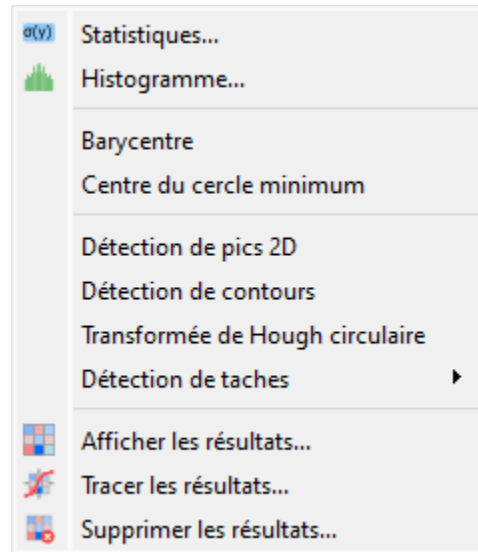 σ(y) Statistiques...
Histogramme...
Barycentre
Centre du cercle minimum
Détection de pics 2D
Détection de contours
Transformée de Hough circulaire
Détection de taches
Afficher les résultats...
Tracer les résultats...
Supprimer les résultats...